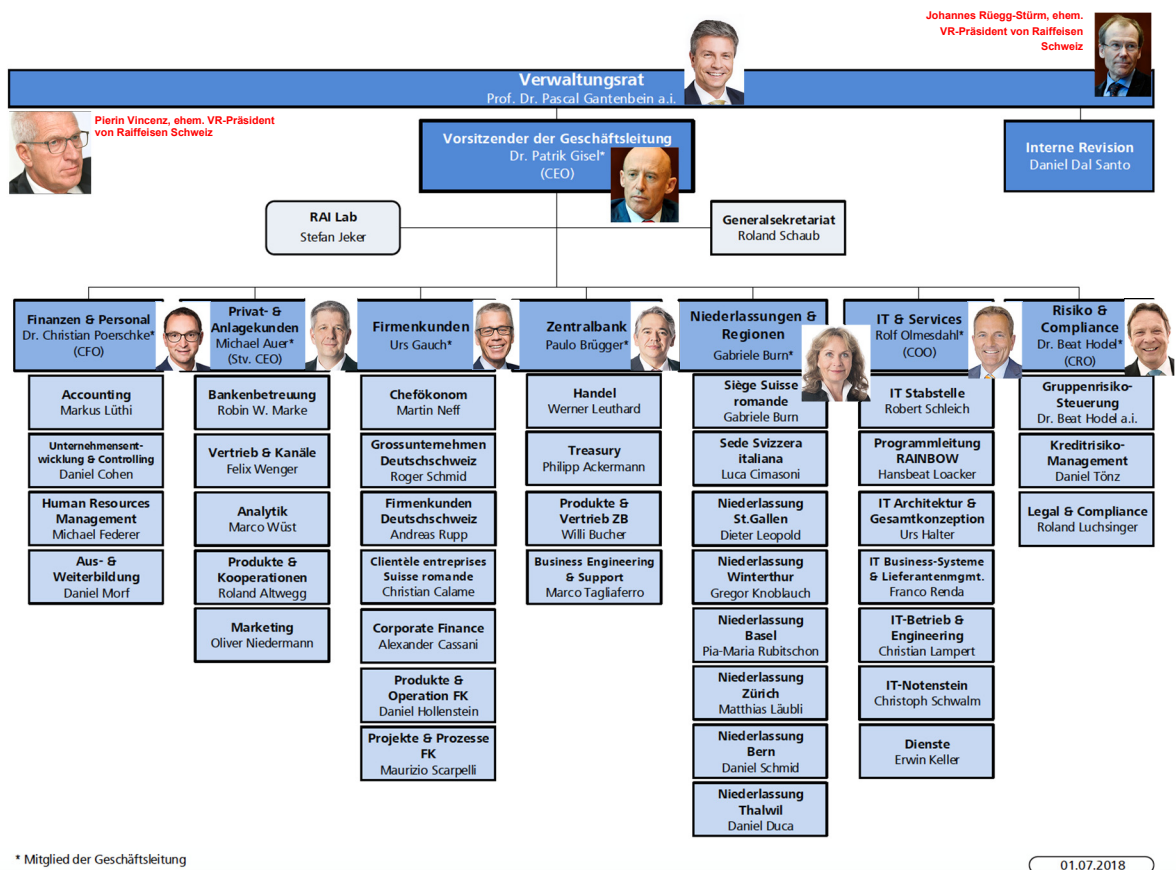 Johannes Rüegg-Stürm, ehem.
VR-Präsident von Raiffeisen
Schweiz
Verwaltungsrat
Prof. Dr. Pascal Gantenbein a.i.
Pierin Vincenz, ehem. VR-Präsident
von Raiffeisen Schweiz
Vorsitzender der Geschäftsleitung
Dr. Patrik Gisel*
(CEO)
Interne Revision
Daniel Dal Santo
RAI Lab
Stefan Jeker
Generalsekretariat
Roland Schaub
Finanzen & Personal
Dr. Christian Poerschke*
(CFO)
Privat- &
Anlagekunden
Michael Auer*
(Stv. CEO)
Firmenkunden
Urs Gauch*
Zentralbank
Paulo Brügger*
Niederlassungen &
Regionen
Gabriele Burn*
IT & Services
Rolf Olmesdahl*
(COO)
Risiko &
Compliance
Dr. Beat Hodel*
(CRO)
Accounting
Markus Lüthi
Unternehmensent-
wicklung & Controlling
Daniel Cohen
Human Resources
Management
Michael Federer
Aus- &
Weiterbildung
Daniel Morf
Bankenbetreuung
Robin W. Marke
Vertrieb & Kanäle
Felix Wenger
Analytik
Marco Wüst
Produkte &
Kooperationen
Roland Altwegg
Marketing
Oliver Niedermann
Chefökonom
Martin Neff
Grossunternehmen
Deutschschweiz
Roger Schmid
Firmenkunden
Deutschschweiz
Andreas Rupp
Clientèle entreprises
Suisse romande
Christian Calame
Corporate Finance
Alexander Cassani
Produkte &
Operation FK
Daniel Hollenstein
Projekte & Prozesse
FK
Maurizio Scarpelli
Handel
Werner Leuthard
Treasury
Philipp Ackermann
Produkte &
Vertrieb ZB
Willi Bucher
Business Engineering
& Support
Marco Tagliaferro
Siège Suisse
romande
Gabriele Burn
Sede Svizzera
italiana
Luca Cimasoni
Niederlassung
St.Gallen
Dieter Leopold
Niederlassung
Winterthur
Gregor Knoblauch
Niederlassung
Basel
Pia-Maria Rubitschon
Niederlassung
Zürich
Matthias Läubli
Niederlassung
Bern
Daniel Schmid
Niederlassung
Thalwil
Daniel Duca
IT Stabstelle
Robert Schleich
Programmleitung
RAINBOW
Hansbeat Loacker
IT Architektur &
Gesamtkonzeption
Urs Halter
IT Business-Systeme
& Lieferantenmgmt.
Franco Renda
IT-Betrieb &
Engineering
Christian Lampert
IT-Notenstein
Christoph Schwalm
Dienste
Erwin Keller
Gruppenrisiko-
Steuerung
Dr. Beat Hodel a.i.
Kreditrisiko-
Management
Daniel Tönz
Legal & Compliance
Roland Luchsinger
* Mitglied der Geschäftsleitung
01.07.2018